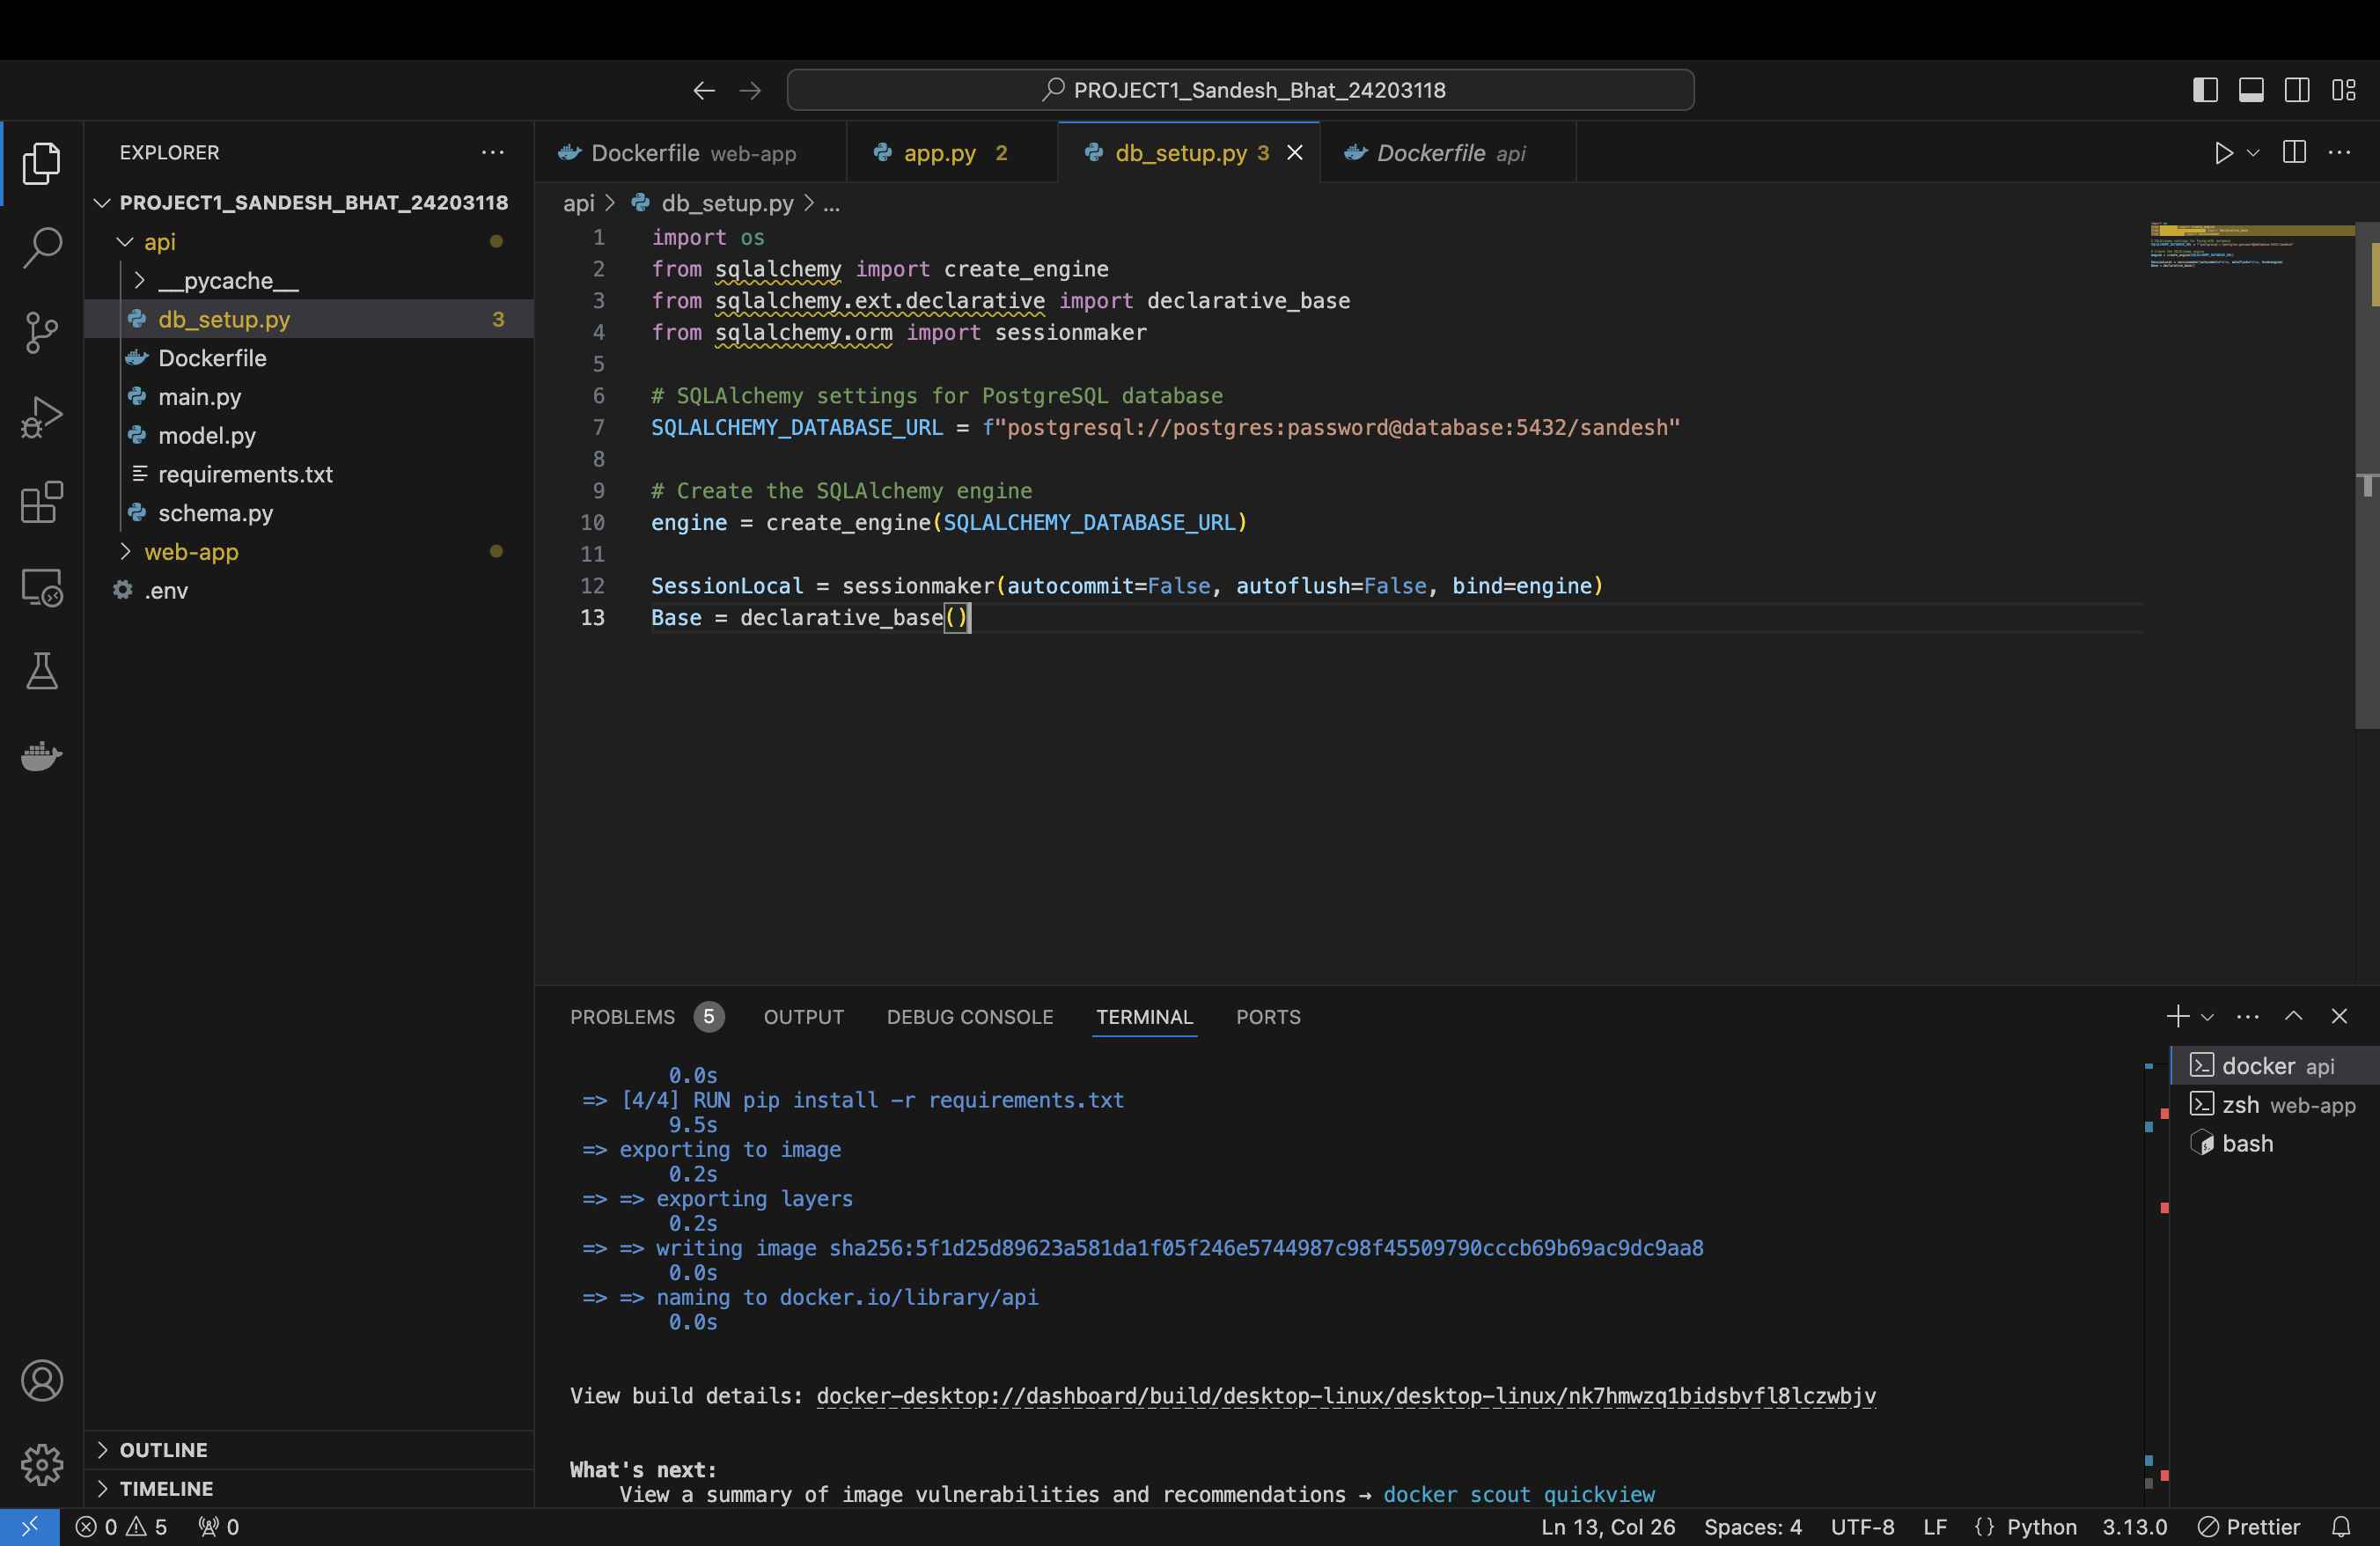 PROJECT1_Sandesh_Bhat_24203118
EXPLORER
PROJECT1_SANDESH_BHAT_24203118
api
__pycache__
db_setup.py 3
Dockerfile
main.py
model.py
requirements.txt
schema.py
web-app
.env
OUTLINE
TIMELINE
Dockerfile web-app
app.py 2
db_setup.py 3
Dockerfile api
api > db_setup.py > ...
1 import os
2 from sqlalchemy import create_engine
3 from sqlalchemy.ext.declarative import declarative_base
4 from sqlalchemy.orm import sessionmaker
5
6 # SQLAlchemy settings for PostgreSQL database
7 SQLALCHEMY_DATABASE_URL = f"postgresql://postgres:password@database:5432/sandesh"
8
9 # Create the SQLAlchemy engine
10 engine = create_engine(SQLALCHEMY_DATABASE_URL)
11
12 SessionLocal = sessionmaker(autocommit=False, autoflush=False, bind=engine)
13 Base = declarative_base()
PROBLEMS 5 OUTPUT DEBUG CONSOLE TERMINAL PORTS
0.0s
=> [4/4] RUN pip install -r requirements.txt
9.5s
=> exporting to image
0.2s
=> => exporting layers
0.2s
=> => writing image sha256:5f1d25d89623a581da1f05f246e5744987c98f45509790cccb69b69ac9dc9aa8
0.0s
=> => naming to docker.io/library/api
0.0s
View build details: docker-desktop://dashboard/build/desktop-linux/desktop-linux/nk7hmwzq1bidsbvfl8lczwbjv
What's next:
View a summary of image vulnerabilities and recommendations → docker scout quickview
docker api
zsh web-app
bash
0 5 0
Ln 13, Col 26 Spaces: 4 UTF-8 LF {} Python 3.13.0 Prettier